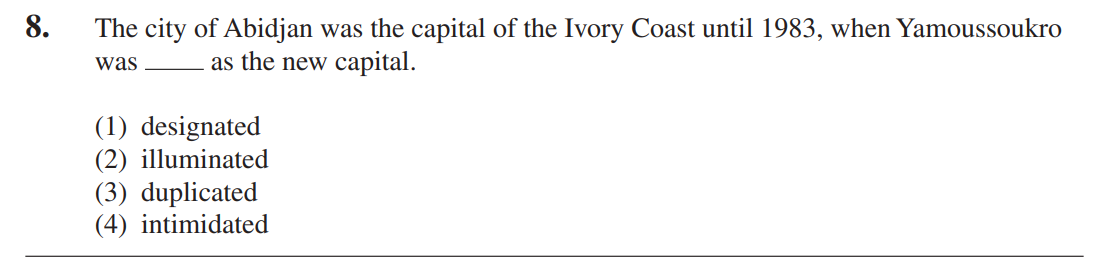 8. The city of Abidjan was the capital of the Ivory Coast until 1983, when Yamoussoukro
was ____ as the new capital.
(1) designated
(2) illuminated
(3) duplicated
(4) intimidated